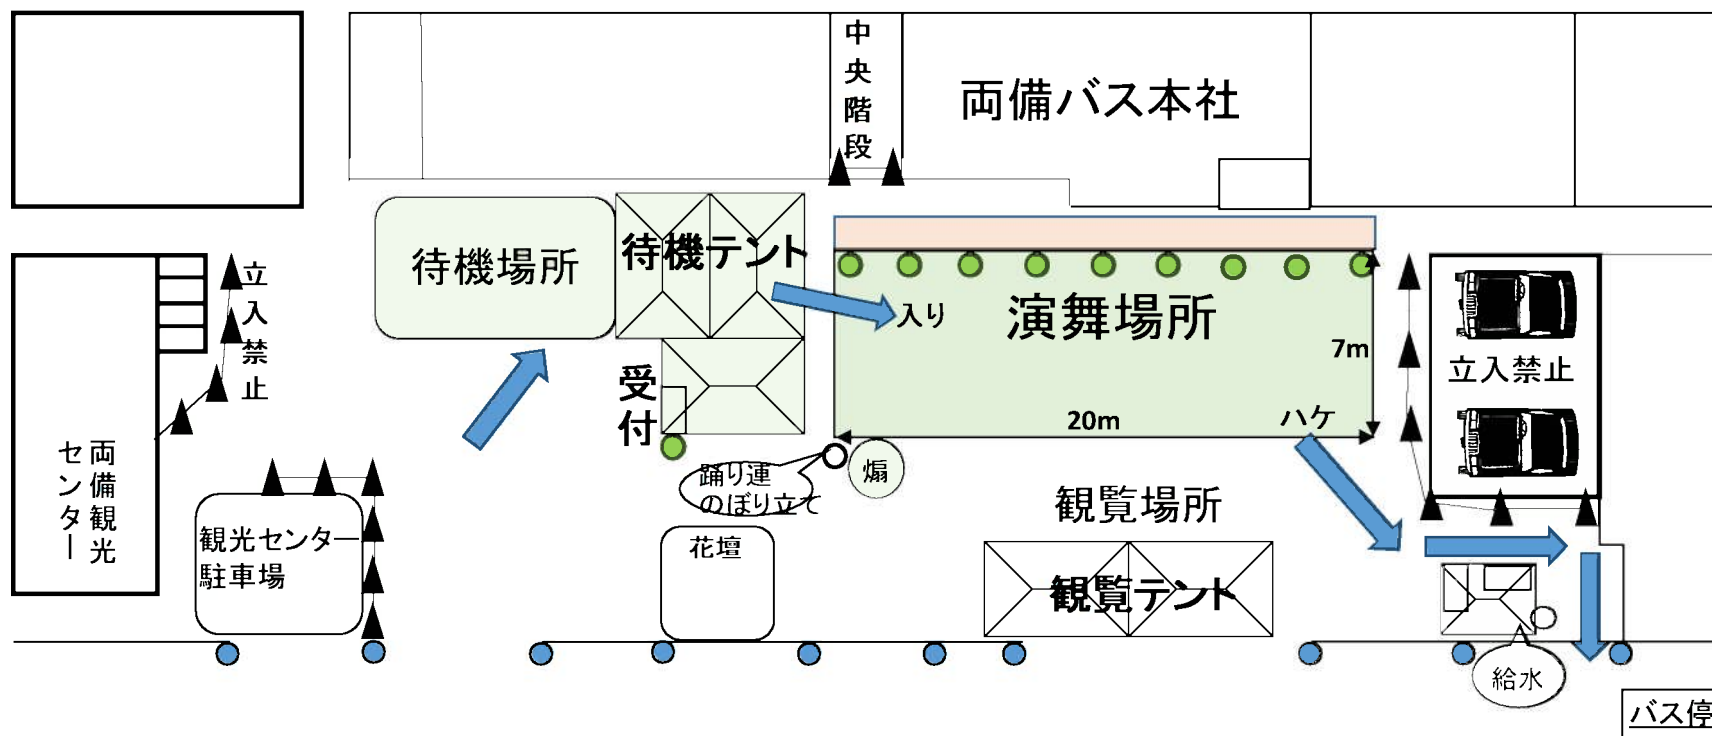 中央階段
両備バス本社
待機場所
待機テント
入り
演舞場所
7m
20m
ハケ
立入禁止
立入禁止
受付
両備観光
センター
観光センター
駐車場
踊り連
のぼり立て
煽
花壇
観覧場所
観覧テント
給水
バス停